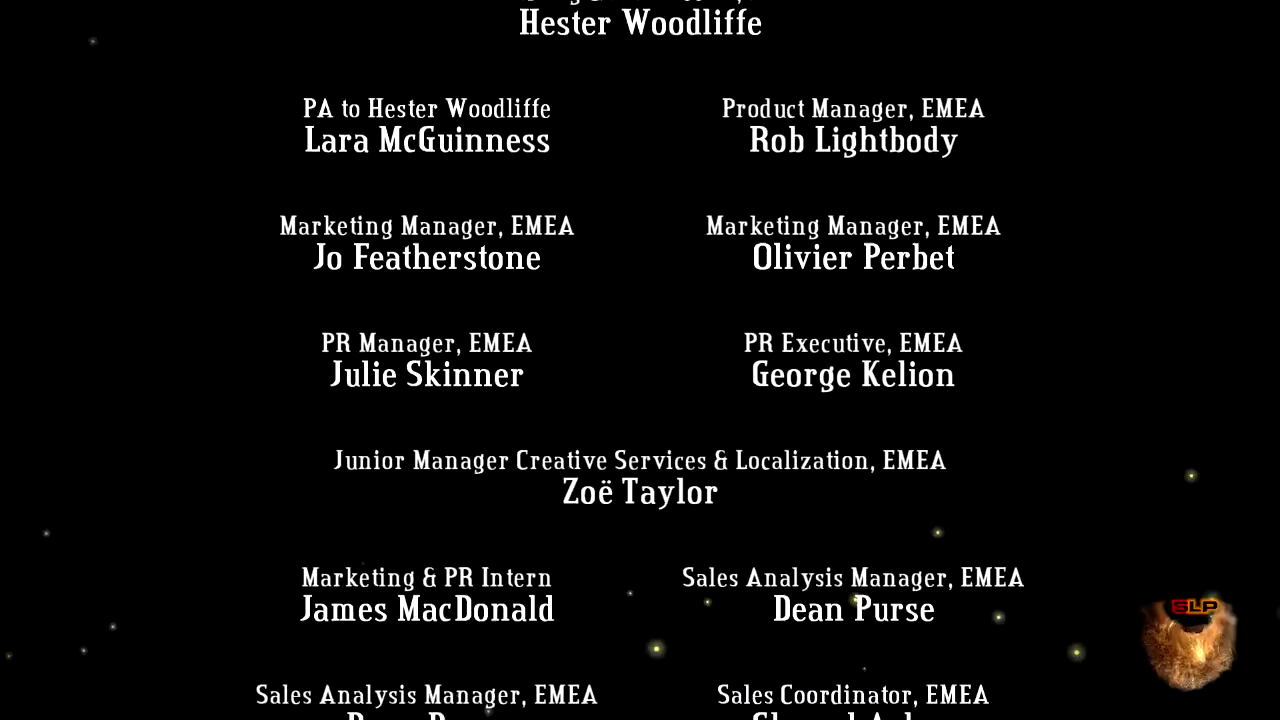 Hester Woodliffe
PA to Hester Woodliffe
Lara McGuinness
Product Manager, EMEA
Rob Lightbody
Marketing Manager, EMEA
Jo Featherstone
Marketing Manager, EMEA
Olivier Perbet
PR Manager, EMEA
Julie Skinner
PR Executive, EMEA
George Kelion
Junior Manager Creative Services & Localization, EMEA
Zoë Taylor
Marketing & PR Intern
James MacDonald
Sales Analysis Manager, EMEA
Dean Purse
SLP
Sales Analysis Manager, EMEA
Sales Coordinator, EMEA